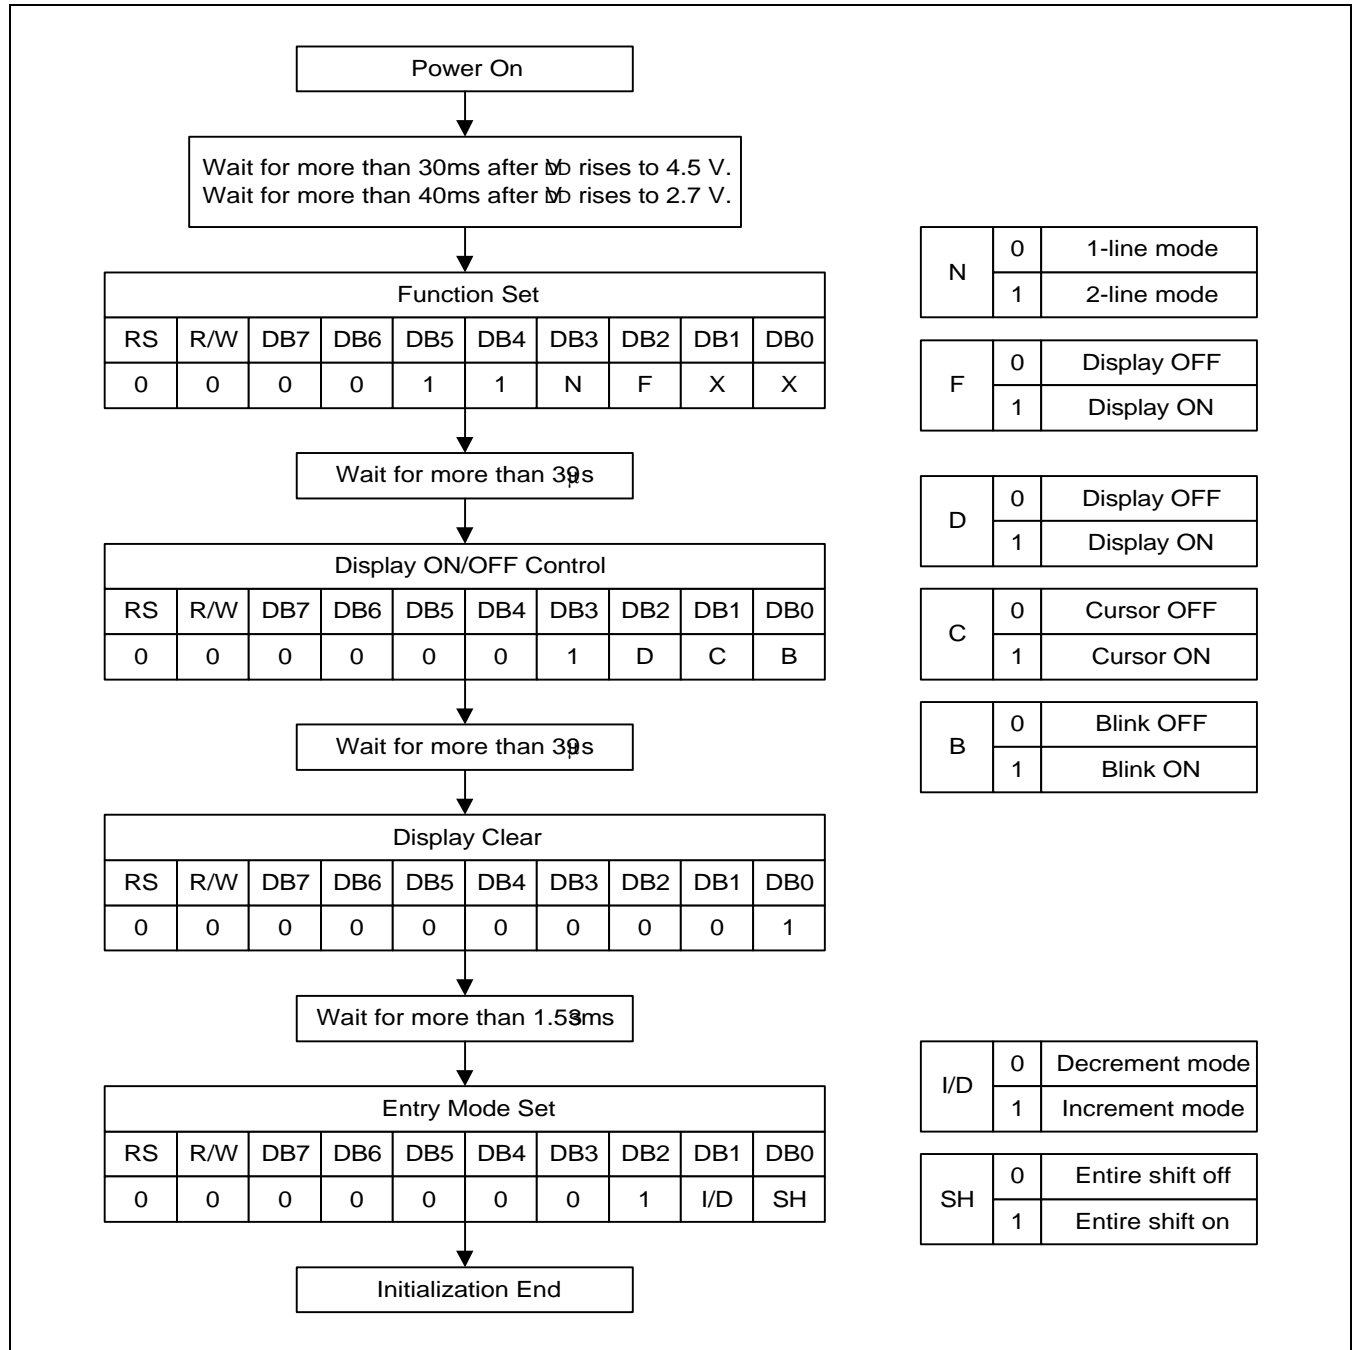 Power On
Wait for more than 30ms after VDD rises to 4.5 V.
Wait for more than 40ms after VDD rises to 2.7 V.
Function Set
RS R/W DB7 DB6 DB5 DB4 DB3 DB2 DB1 DB0
0 0 0 0 1 1 N F X X
N 0 1-line mode
1 2-line mode
F 0 Display OFF
1 Display ON
Wait for more than 39μs
Display ON/OFF Control
RS R/W DB7 DB6 DB5 DB4 DB3 DB2 DB1 DB0
0 0 0 0 0 0 1 D C B
D 0 Display OFF
1 Display ON
C 0 Cursor OFF
1 Cursor ON
B 0 Blink OFF
1 Blink ON
Wait for more than 39μs
Display Clear
RS R/W DB7 DB6 DB5 DB4 DB3 DB2 DB1 DB0
0 0 0 0 0 0 0 0 0 1
Wait for more than 1.53ms
Entry Mode Set
RS R/W DB7 DB6 DB5 DB4 DB3 DB2 DB1 DB0
0 0 0 0 0 0 0 1 I/D SH
I/D 0 Decrement mode
1 Increment mode
SH 0 Entire shift off
1 Entire shift on
Initialization End